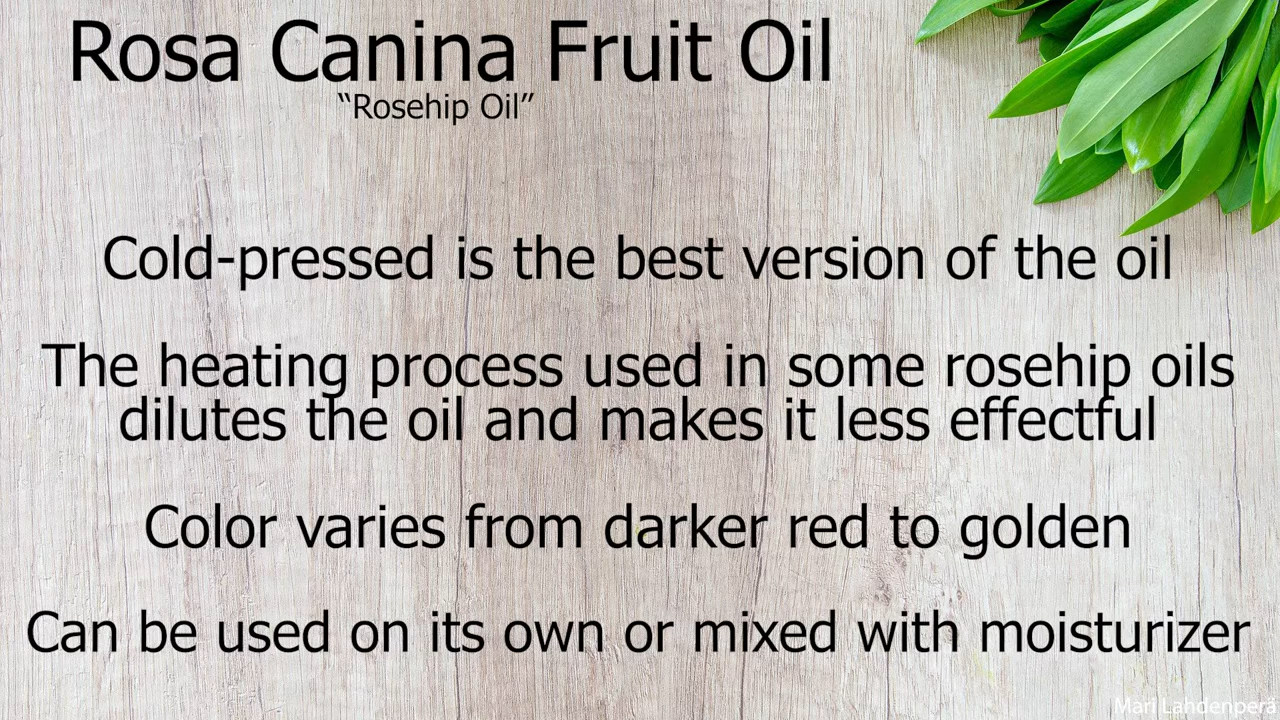 Rosa Canina Fruit Oil
“Rosehip Oil”
Cold-pressed is the best version of the oil
The heating process used in some rosehip oils
dilutes the oil and makes it less effectful
Color varies from darker red to golden
Can be used on its own or mixed with moisturizer
Mari Lahdenperä